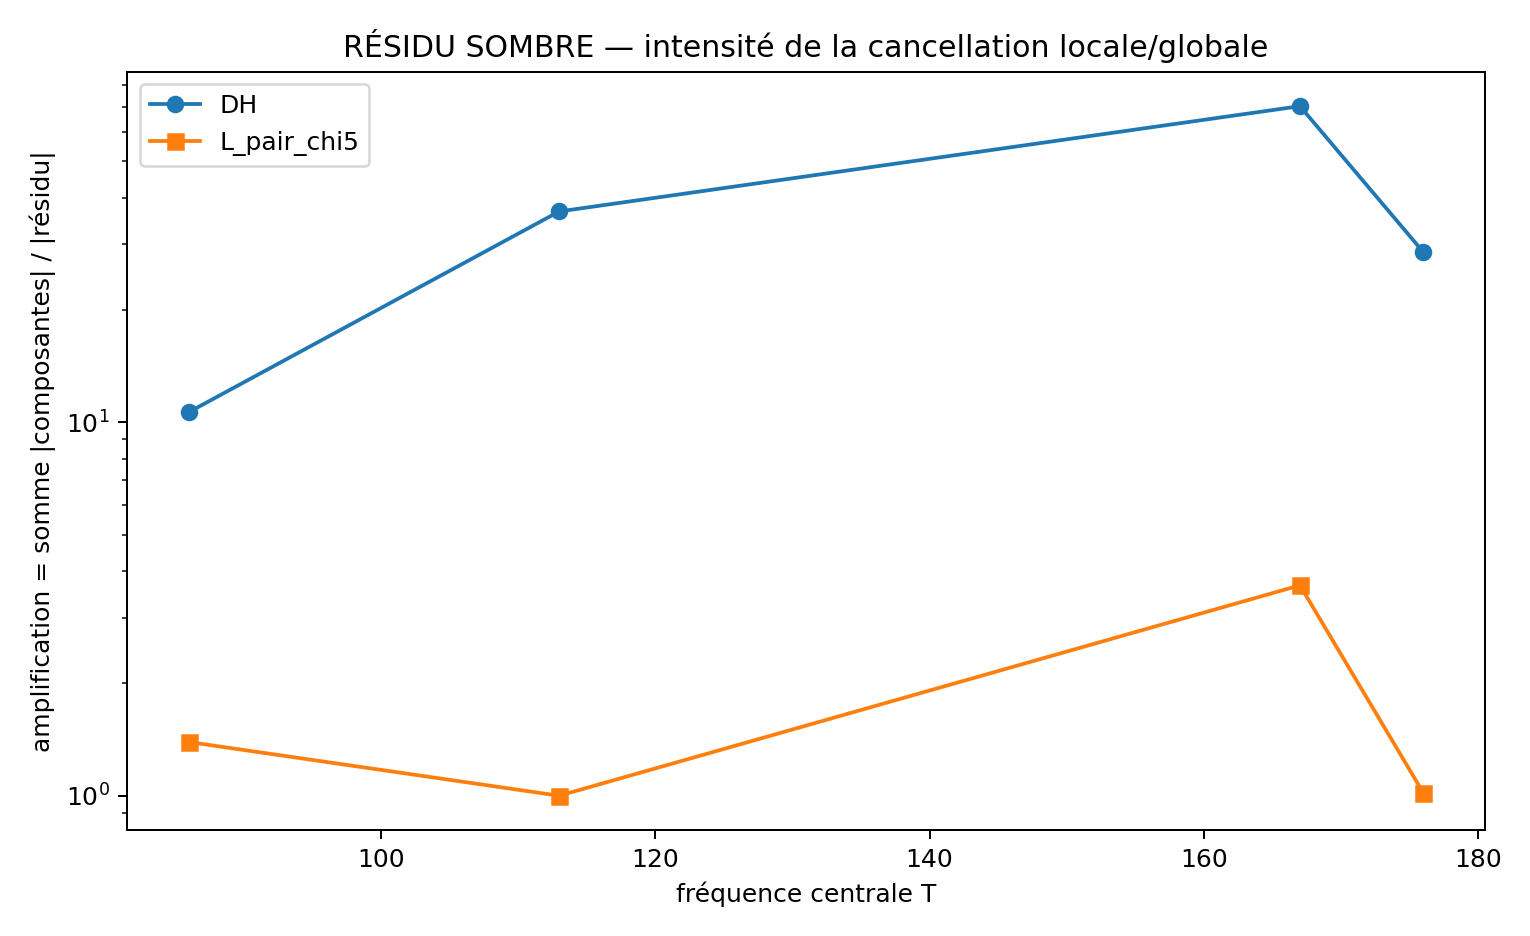 RÉSIDU SOMBRE — intensité de la cancellation locale/globale
DH
L_pair_chi5
amplification = somme |composantes| / |résidu|
10¹
10⁰
100
120
140
160
180
fréquence centrale T